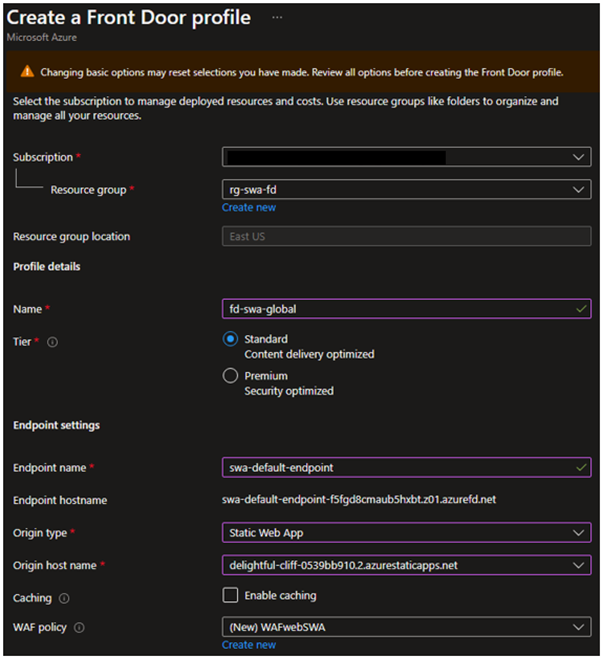 Create a Front Door profile ...
Microsoft Azure
Changing basic options may reset selections you have made. Review all options before creating the Front Door profile.
Select the subscription to manage deployed resources and costs. Use resource groups like folders to organize and
manage all your resources.
Subscription *
Resource group * rg-swa-fd
Create new
Resource group location East US
Profile details
Name * fd-swa-global
Tier * Standard
Content delivery optimized
Premium
Security optimized
Endpoint settings
Endpoint name * swa-default-endpoint
Endpoint hostname swa-default-endpoint-f5fgd8cmaub5hxbt.z01.azurefd.net
Origin type * Static Web App
Origin host name * delightful-cliff-0539bb910.2.azurestaticapps.net
Caching Enable caching
WAF policy (New) WAFwebSWA
Create new